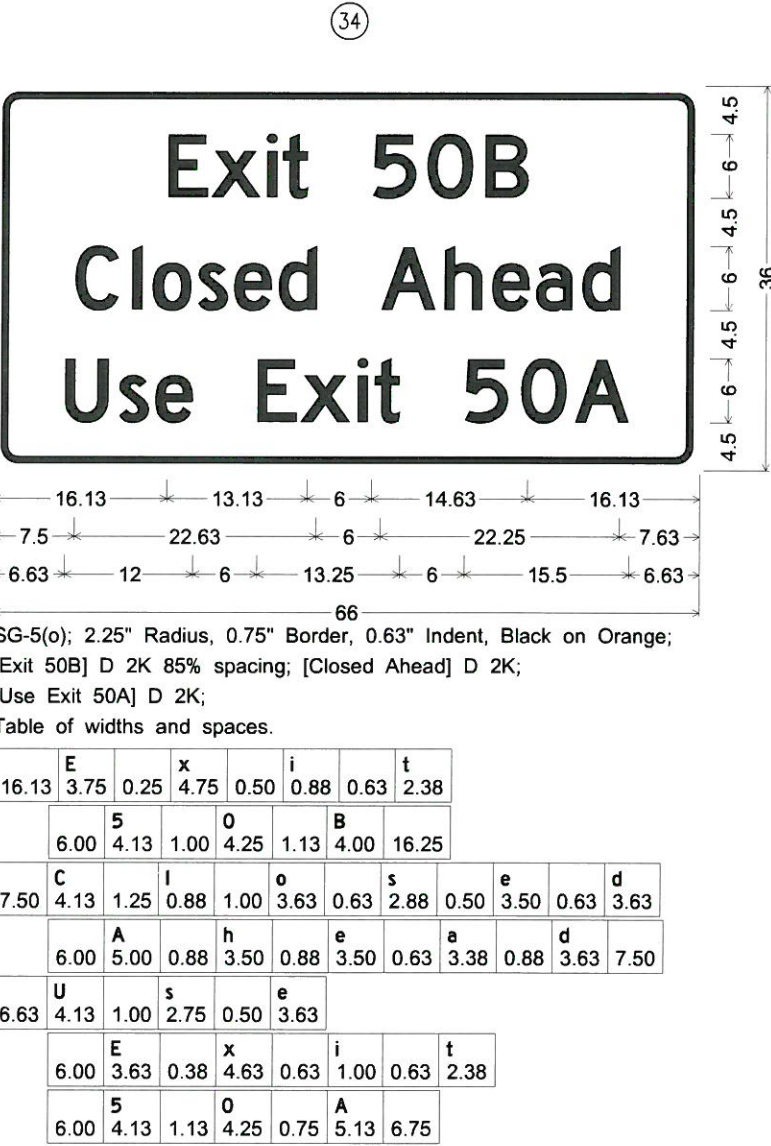 34
Exit 50B
Closed Ahead
Use Exit 50A
4.5 6 4.5 6 4.5 6 4.5
36
16.13 13.13 6 14.63 16.13
7.5 22.63 6 22.25 7.63
6.63 12 6 13.25 6 15.5 6.63
66
SG-5(o); 2.25" Radius, 0.75" Border, 0.63" Indent, Black on Orange;
[Exit 50B] D 2K 85% spacing; [Closed Ahead] D 2K;
[Use Exit 50A] D 2K;
Table of widths and spaces.
E x i t
16.13 3.75 0.25 4.75 0.50 0.88 0.63 2.38
5 0 B
6.00 4.13 1.00 4.25 1.13 4.00 16.25
C l o s e d
7.50 4.13 1.25 0.88 1.00 3.63 0.63 2.88 0.50 3.50 0.63 3.63
A h e a d
6.00 5.00 0.88 3.50 0.88 3.50 0.63 3.38 0.88 3.63 7.50
U s e
6.63 4.13 1.00 2.75 0.50 3.63
E x i t
6.00 3.63 0.38 4.63 0.63 1.00 0.63 2.38
5 0 A
6.00 4.13 1.13 4.25 0.75 5.13 6.75